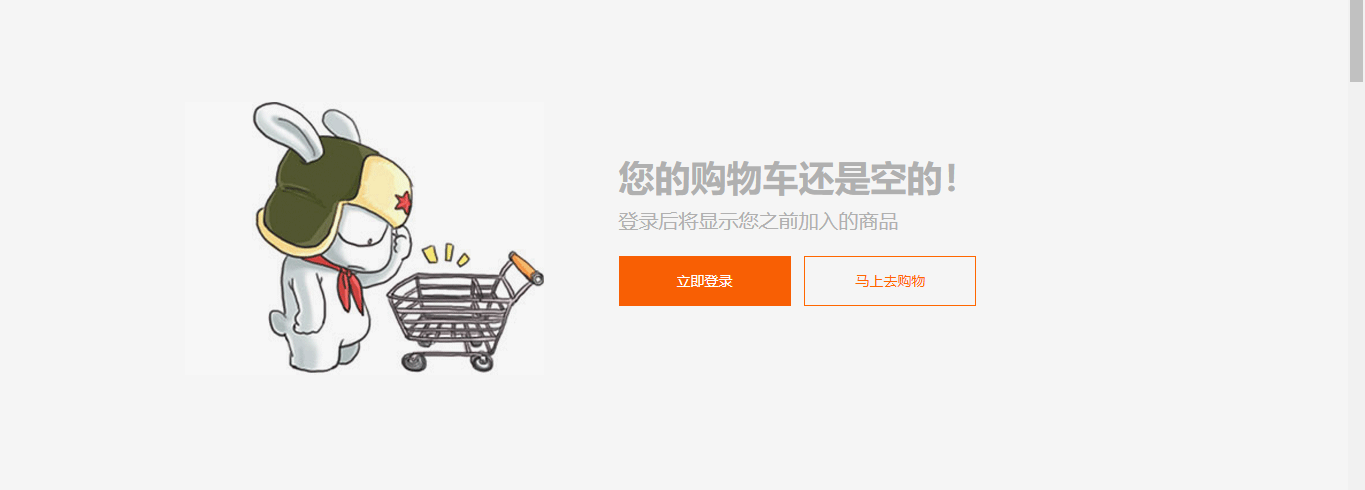 您的购物车还是空的！
登录后将显示您之前加入的商品
立即登录
马上去购物